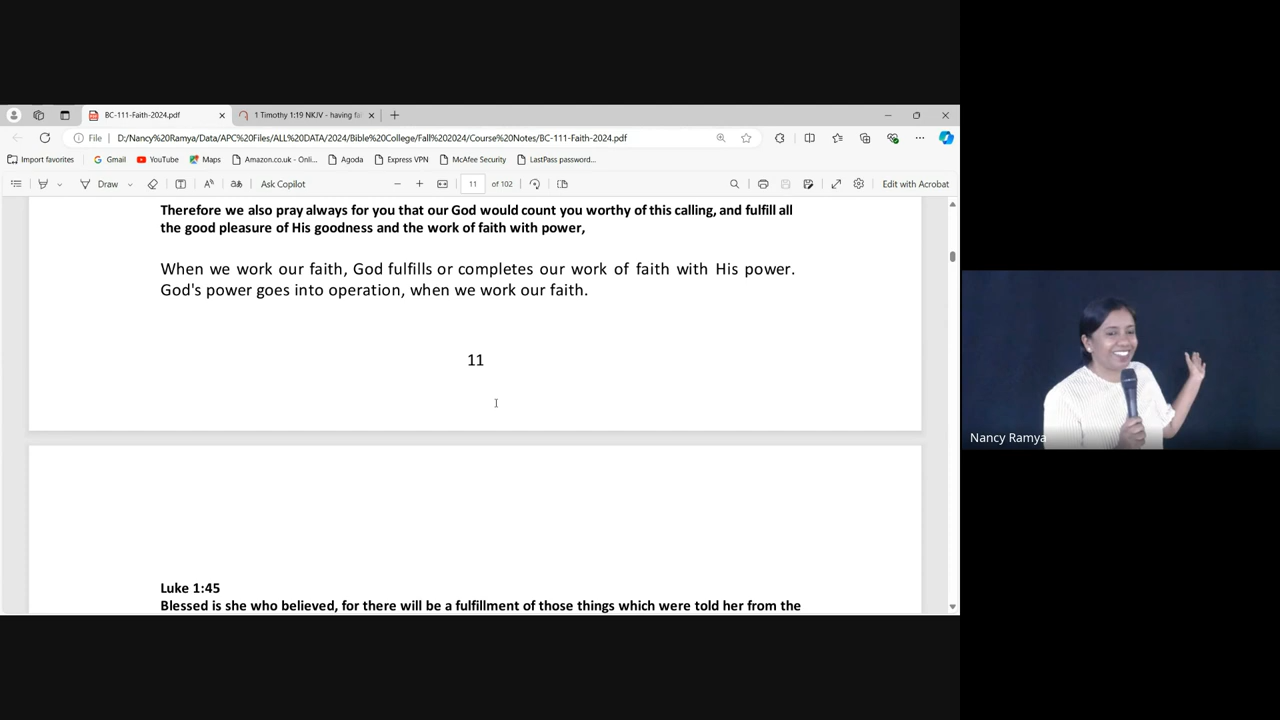 BC-111-Faith-2024.pdf
1 Timothy 1:19 NKJV - having fa
File
D:/Nancy%20Ramya/Data/APC%20Files/ALL%20DATA/2024/Bible%20College/Fall%202024/Course%20Notes/BC-111-Faith-2024.pdf
Import favorites
Gmail
YouTube
Maps
Amazon.co.uk - Onli...
Agoda
Express VPN
McAfee Security
LastPass password...
Draw
Ask Copilot
11 of 102
Edit with Acrobat
Therefore we also pray always for you that our God would count you worthy of this calling, and fulfill all
the good pleasure of His goodness and the work of faith with power,
When we work our faith, God fulfills or completes our work of faith with His power.
God's power goes into operation, when we work our faith.
11
Luke 1:45
Blessed is she who believed, for there will be a fulfillment of those things which were told her from the
Nancy Ramya